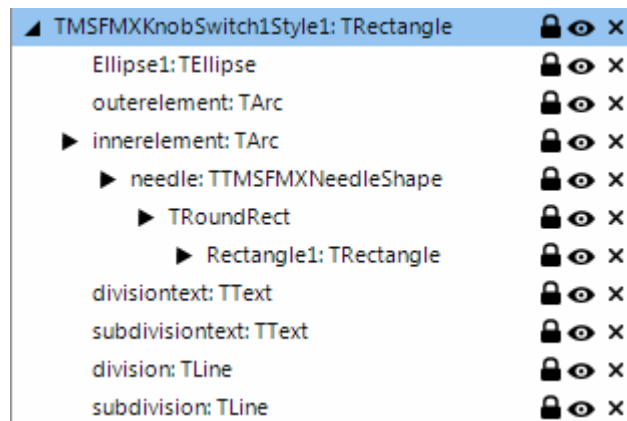 TMSFMXKnobSwitch1Style1: TRectangle
Ellipse1: TEllipse
outerelement: TArc
innerelement: TArc
needle: TTMSFMXNeedleShape
TRoundRect
Rectangle1: TRectangle
divisiontext: TText
subdivisiontext: TText
division: TLine
subdivision: TLine